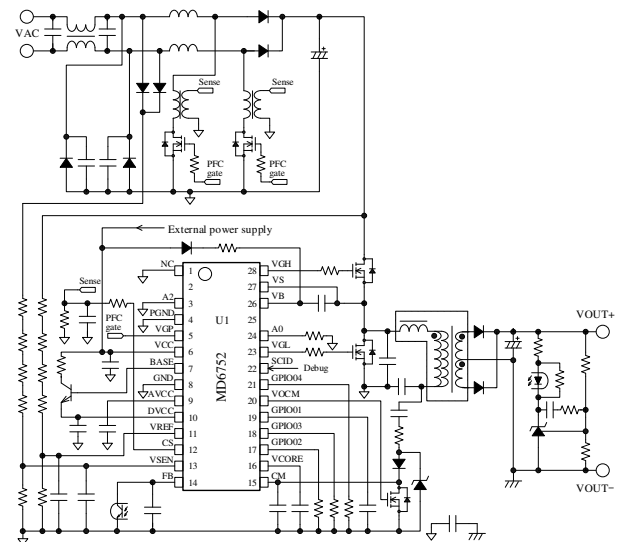 VAC
Sense
Sense
PFC
gate
PFC
gate
External power supply
NC
1
28
VGH
2
27
VS
Sense
A2
3
26
VB
PGND
4
25
PFC
gate
VGP
5
U1
24
A0
VCC
6
MD6752
23
VGL
BASE
7
22
SCID
Debug
GND
8
21
GPIO04
AVCC
9
20
VOCM
DVCC
10
19
GPIO01
VREF
11
18
GPIO03
CS
12
17
GPIO02
VSEN
13
16
VCORE
FB
14
15
CM
VOUT+
VOUT−